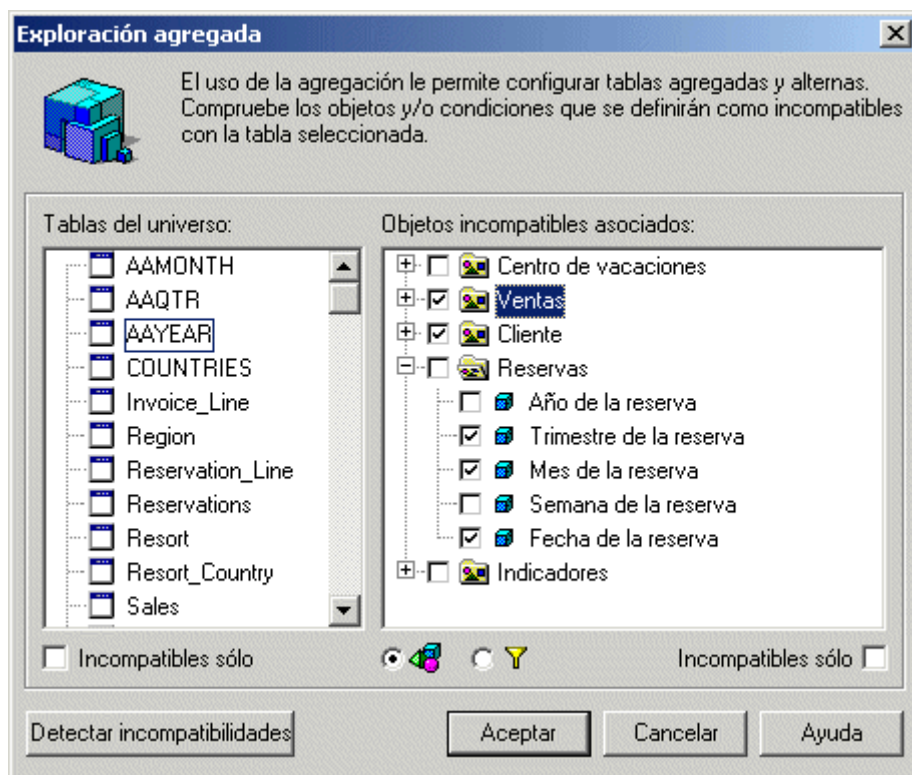 Exploración agregada
El uso de la agregación le permite configurar tablas agregadas y alternas.
Compruebe los objetos y/o condiciones que se definirán como incompatibles
con la tabla seleccionada.
Tablas del universo:
AAMONTH
AAQTR
AAYEAR
COUNTRIES
Invoice_Line
Region
Reservation_Line
Reservations
Resort
Resort_Country
Sales
Incompatibles sólo
Objetos incompatibles asociados:
Centro de vacaciones
Ventas
Cliente
Reservas
Año de la reserva
Trimestre de la reserva
Mes de la reserva
Semana de la reserva
Fecha de la reserva
Indicadores
Incompatibles sólo
Detectar incompatibilidades
Aceptar
Cancelar
Ayuda